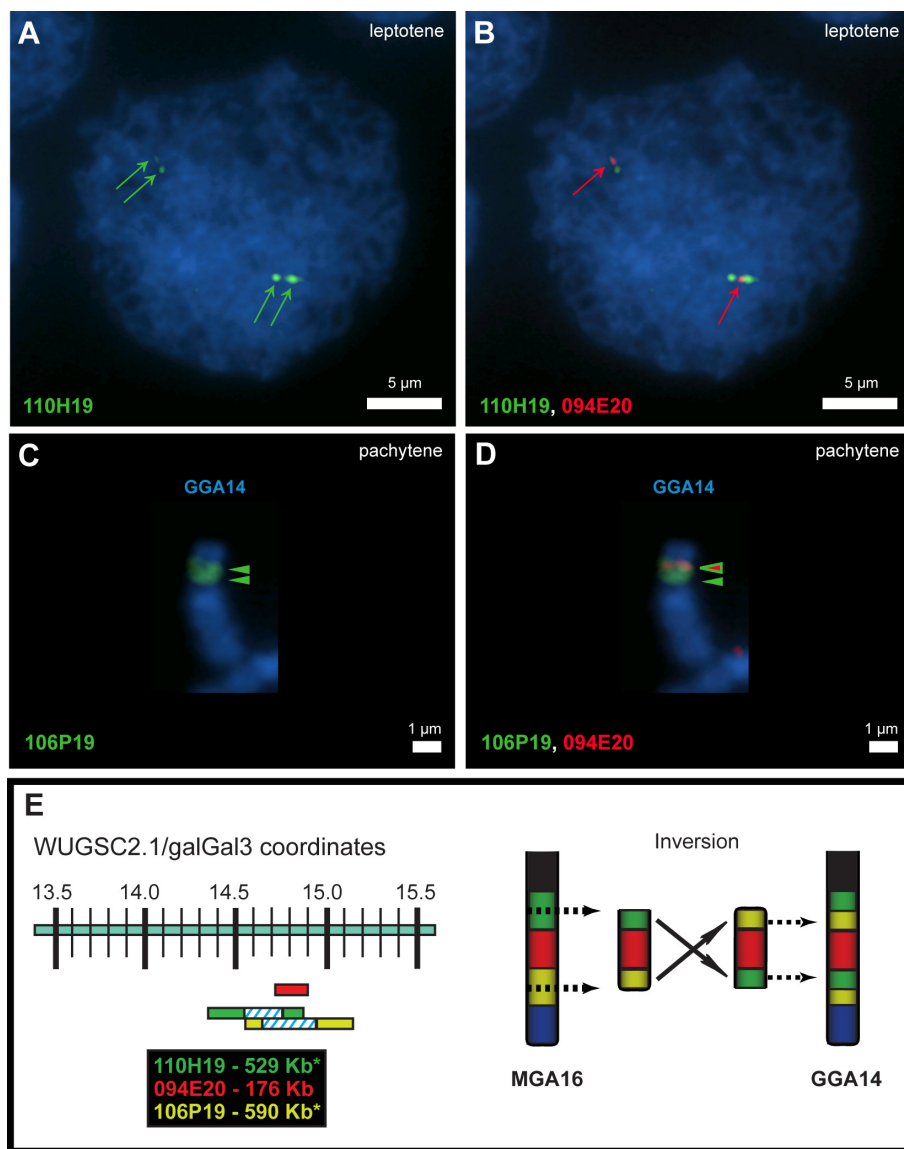 A
leptotene
110H19
5 µm
B
leptotene
110H19, 094E20
5 µm
C
pachytene
GGA14
106P19
1 µm
D
pachytene
GGA14
106P19, 094E20
1 µm
E
WUGSC2.1/galGal3 coordinates
13.5 14.0 14.5 15.0 15.5
110H19 - 529 Kb*
094E20 - 176 Kb
106P19 - 590 Kb*
Inversion
MGA16
GGA14